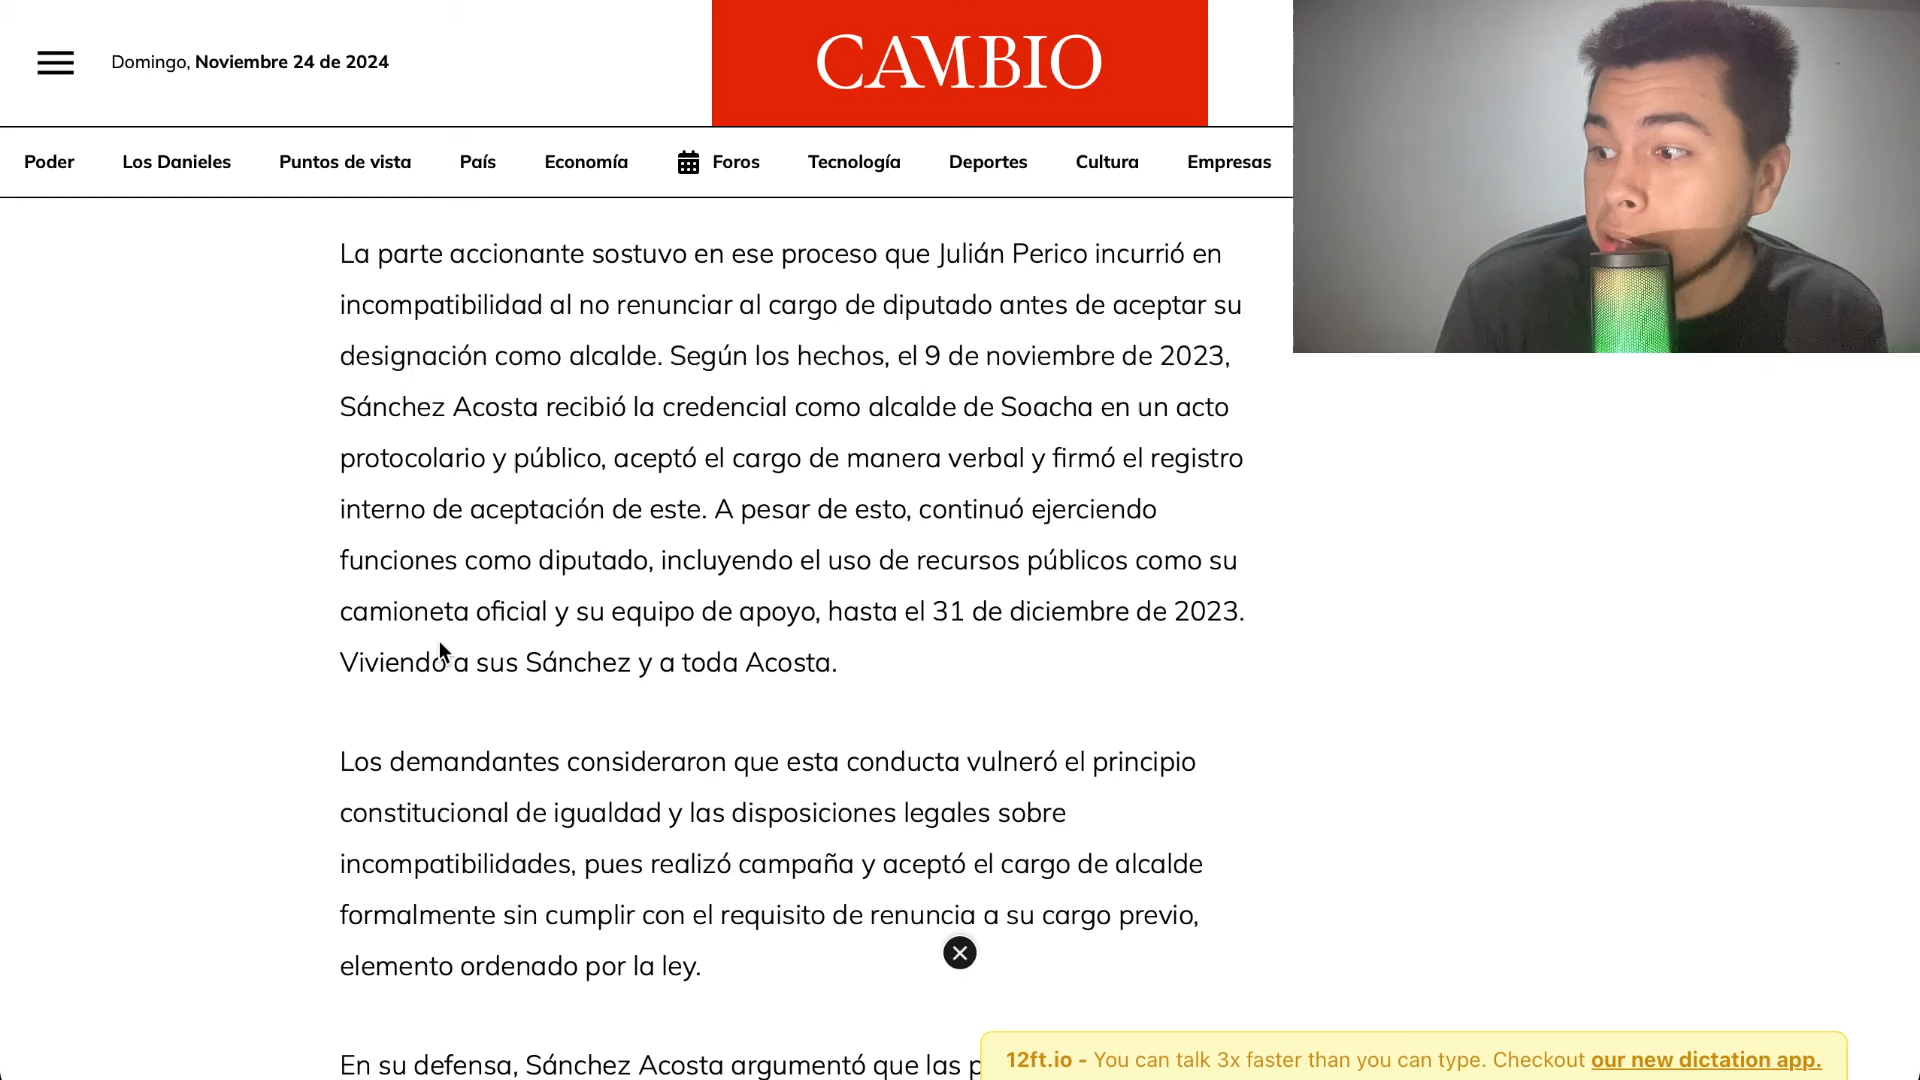 Domingo, Noviembre 24 de 2024
CAMBIO
Poder Los Danieles Puntos de vista País Economía Foros Tecnología Deportes Cultura Empresas
La parte accionante sostuvo en ese proceso que Julián Perico incurrió en
incompatibilidad al no renunciar al cargo de diputado antes de aceptar su
designación como alcalde. Según los hechos, el 9 de noviembre de 2023,
Sánchez Acosta recibió la credencial como alcalde de Soacha en un acto
protocolario y público, aceptó el cargo de manera verbal y firmó el registro
interno de aceptación de este. A pesar de esto, continuó ejerciendo
funciones como diputado, incluyendo el uso de recursos públicos como su
camioneta oficial y su equipo de apoyo, hasta el 31 de diciembre de 2023.
Viviendo a sus Sánchez y a toda Acosta.
Los demandantes consideraron que esta conducta vulneró el principio
constitucional de igualdad y las disposiciones legales sobre
incompatibilidades, pues realizó campaña y aceptó el cargo de alcalde
formalmente sin cumplir con el requisito de renuncia a su cargo previo,
elemento ordenado por la ley.
En su defensa, Sánchez Acosta argumentó que las p
12ft.io - You can talk 3x faster than you can type. Checkout our new dictation app.